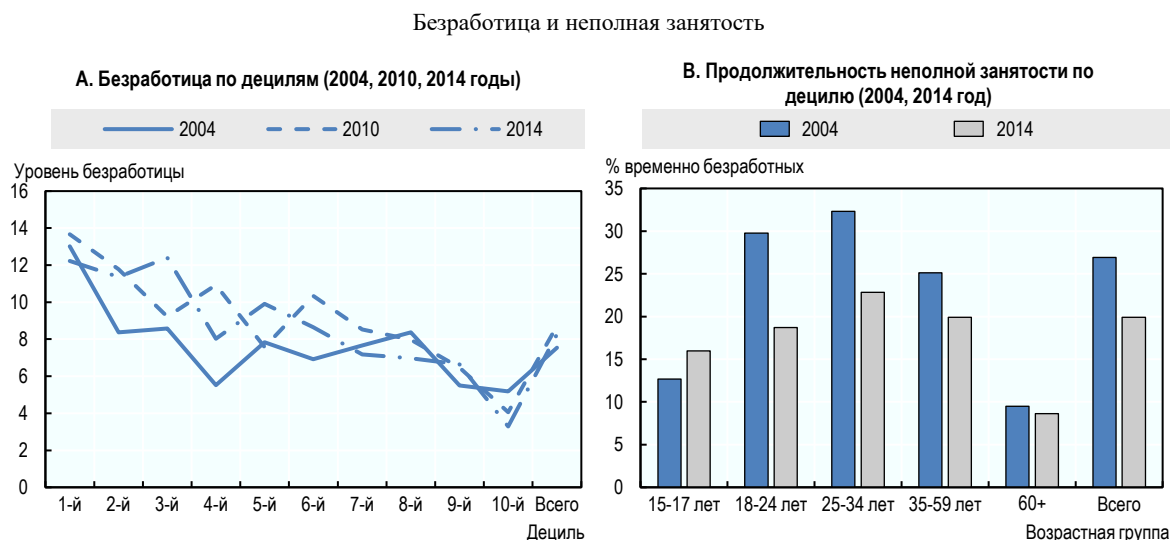 Безработица и неполная занятость
А. Безработица по децилям (2004, 2010, 2014 годы)
2004 2010 2014
Уровень безработицы
16
14
12
10
8
6
4
2
0
1-й 2-й 3-й 4-й 5-й 6-й 7-й 8-й 9-й 10-й Всего
Дециль
В. Продолжительность неполной занятости по
децилю (2004, 2014 год)
2004 2014
% временно безработных
35
30
25
20
15
10
5
0
15-17 лет 18-24 лет 25-34 лет 35-59 лет 60+ Всего
Возрастная группа